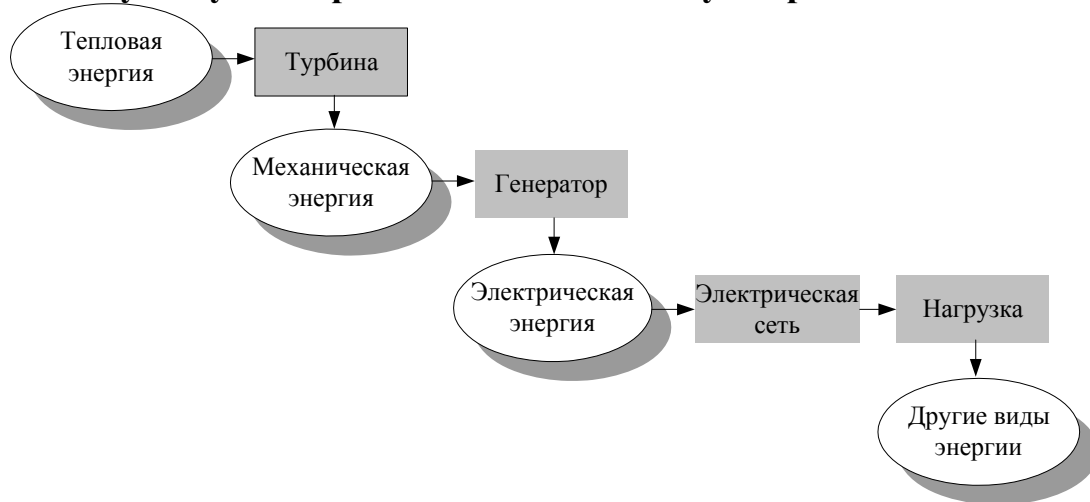 Тепловая
энергия
Турбина
Механическая
энергия
Генератор
Электрическая
энергия
Электрическая
сеть
Нагрузка
Другие виды
энергии